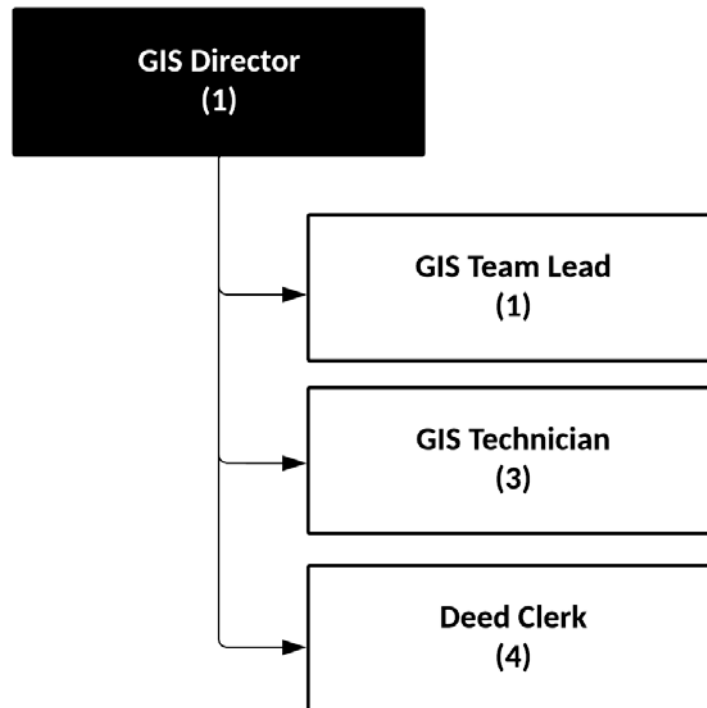 GIS Director
(1)
GIS Team Lead
(1)
GIS Technician
(3)
Deed Clerk
(4)